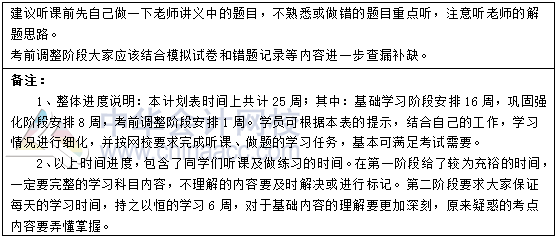 建议听课前先自己做一下老师讲义中的题目，不熟悉或做错的题目重点听，注意听老师的解
题思路。
考前调整阶段大家应该结合模拟试卷和错题记录等内容进一步查漏补缺。
备注：
1、整体进度说明：本计划表时间上共计 25 周；其中：基础学习阶段安排 16 周，巩固强
化阶段安排 8 周，考前调整阶段安排 1 周。学员可根据本表的提示，结合自己的工作，学习
情况进行细化，并按网校要求完成听课、做题的学习任务，基本可满足考试需要。
2、以上时间进度，包含了同学们听课及做练习的时间。在第一阶段给了较为充裕的时间，
一定要完整的学习科目内容，不理解的内容要及时解决或进行标记。第二阶段要求大家保证
每天的学习时间，持之以恒的学习 6 周，对于基础内容的理解要更加深刻，原来疑惑的考点
内容要弄懂掌握。